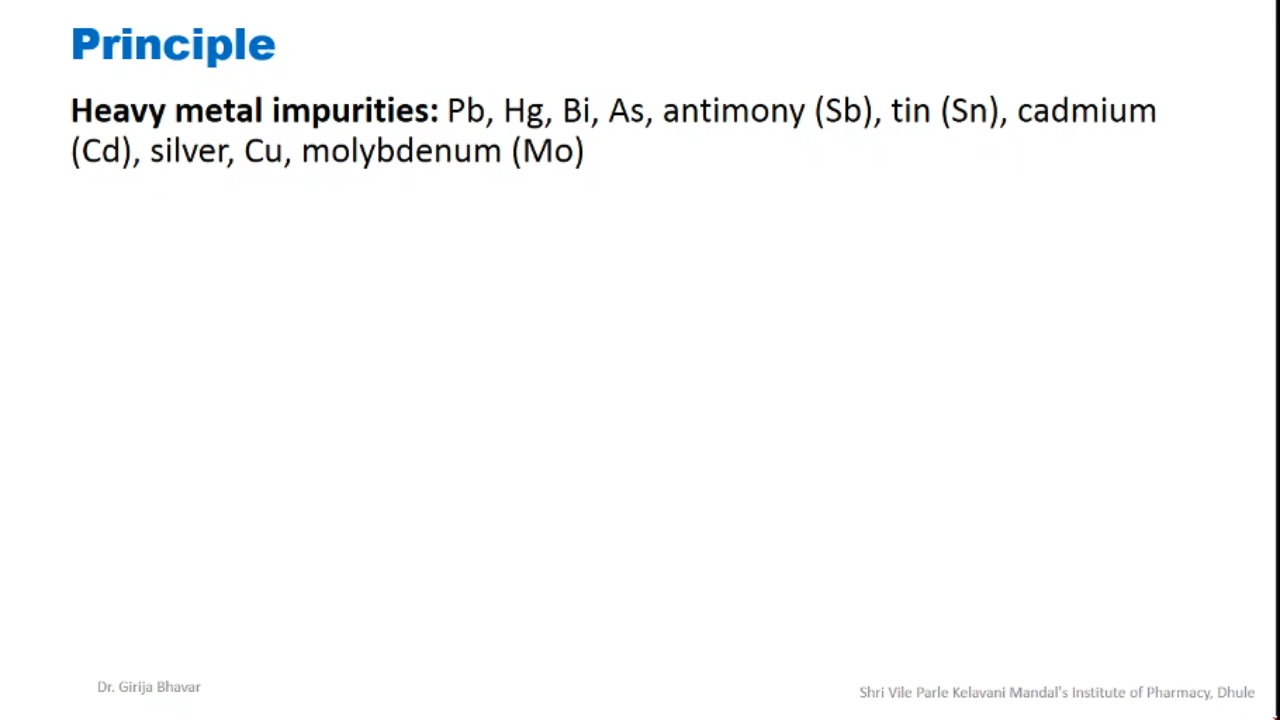 Principle
Heavy metal impurities: Pb, Hg, Bi, As, antimony (Sb), tin (Sn), cadmium
(Cd), silver, Cu, molybdenum (Mo)
Dr. Girija Bhavar
Shri Vile Parle Kelavani Mandal's Institute of Pharmacy, Dhule